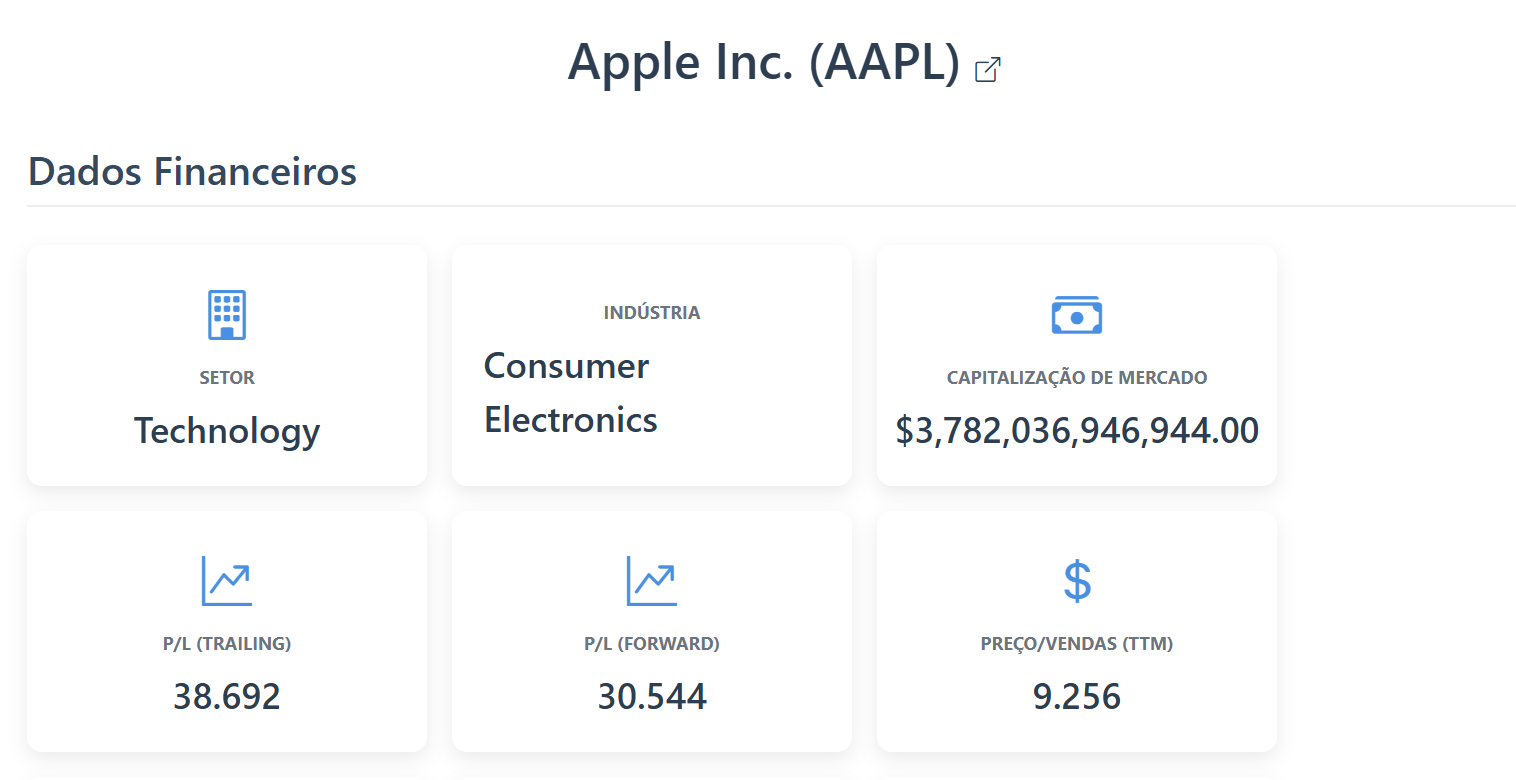 Apple Inc. (AAPL)
Dados Financeiros
SETOR
Technology
INDÚSTRIA
Consumer
Electronics
CAPITALIZAÇÃO DE MERCADO
$3,782,036,946,944.00
P/L (TRAILING)
38.692
P/L (FORWARD)
30.544
PREÇO/VENDAS (TTM)
9.256